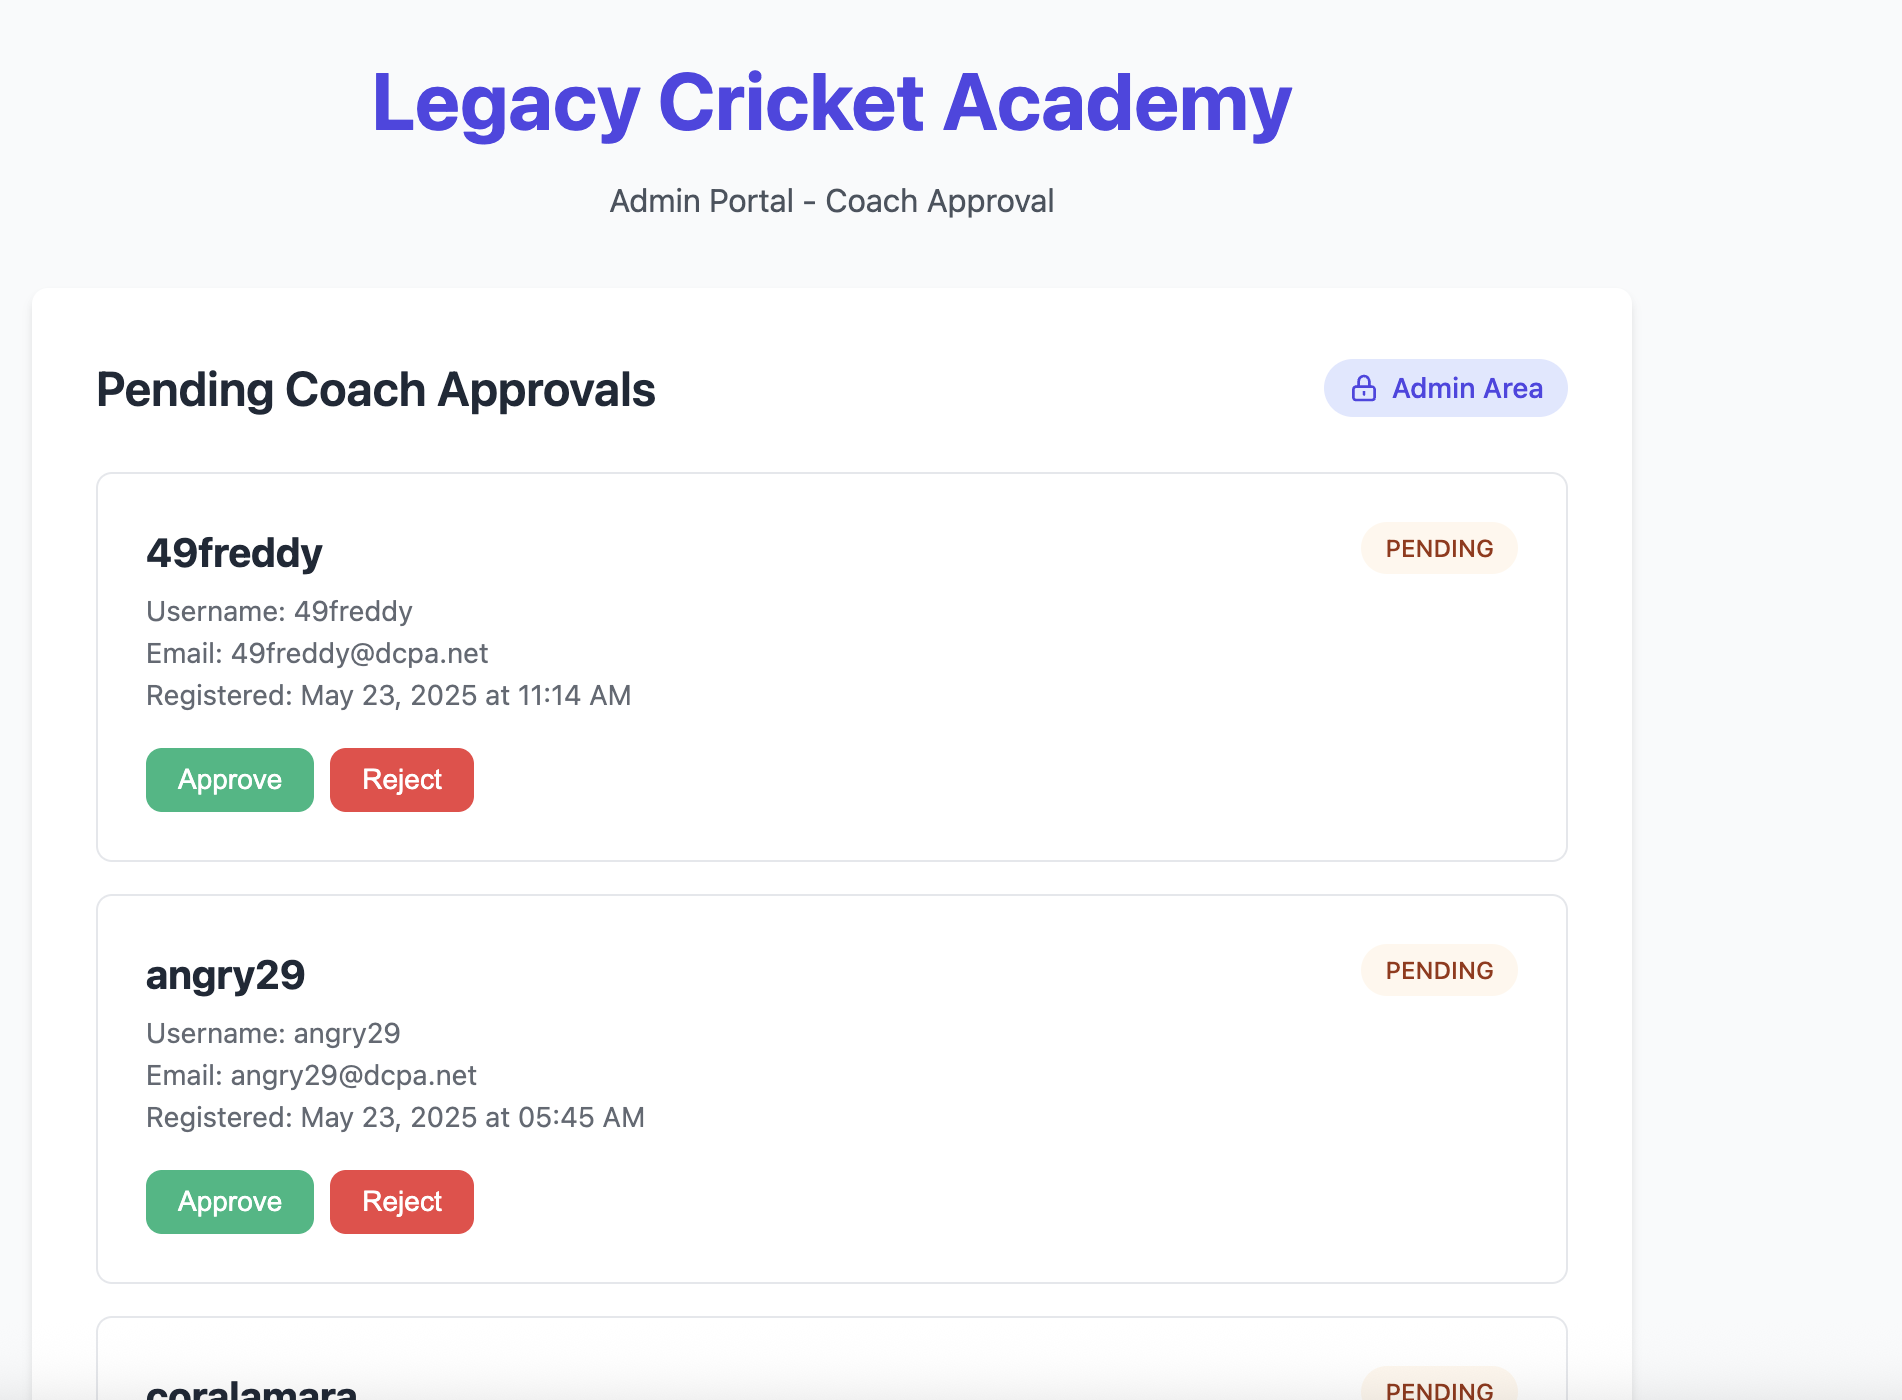 Legacy Cricket Academy
Admin Portal - Coach Approval
Pending Coach Approvals
Admin Area
49freddy
PENDING
Username: 49freddy
Email: 49freddy@dcpa.net
Registered: May 23, 2025 at 11:14 AM
Approve Reject
angry29
PENDING
Username: angry29
Email: angry29@dcpa.net
Registered: May 23, 2025 at 05:45 AM
Approve Reject
coralamara
PENDING